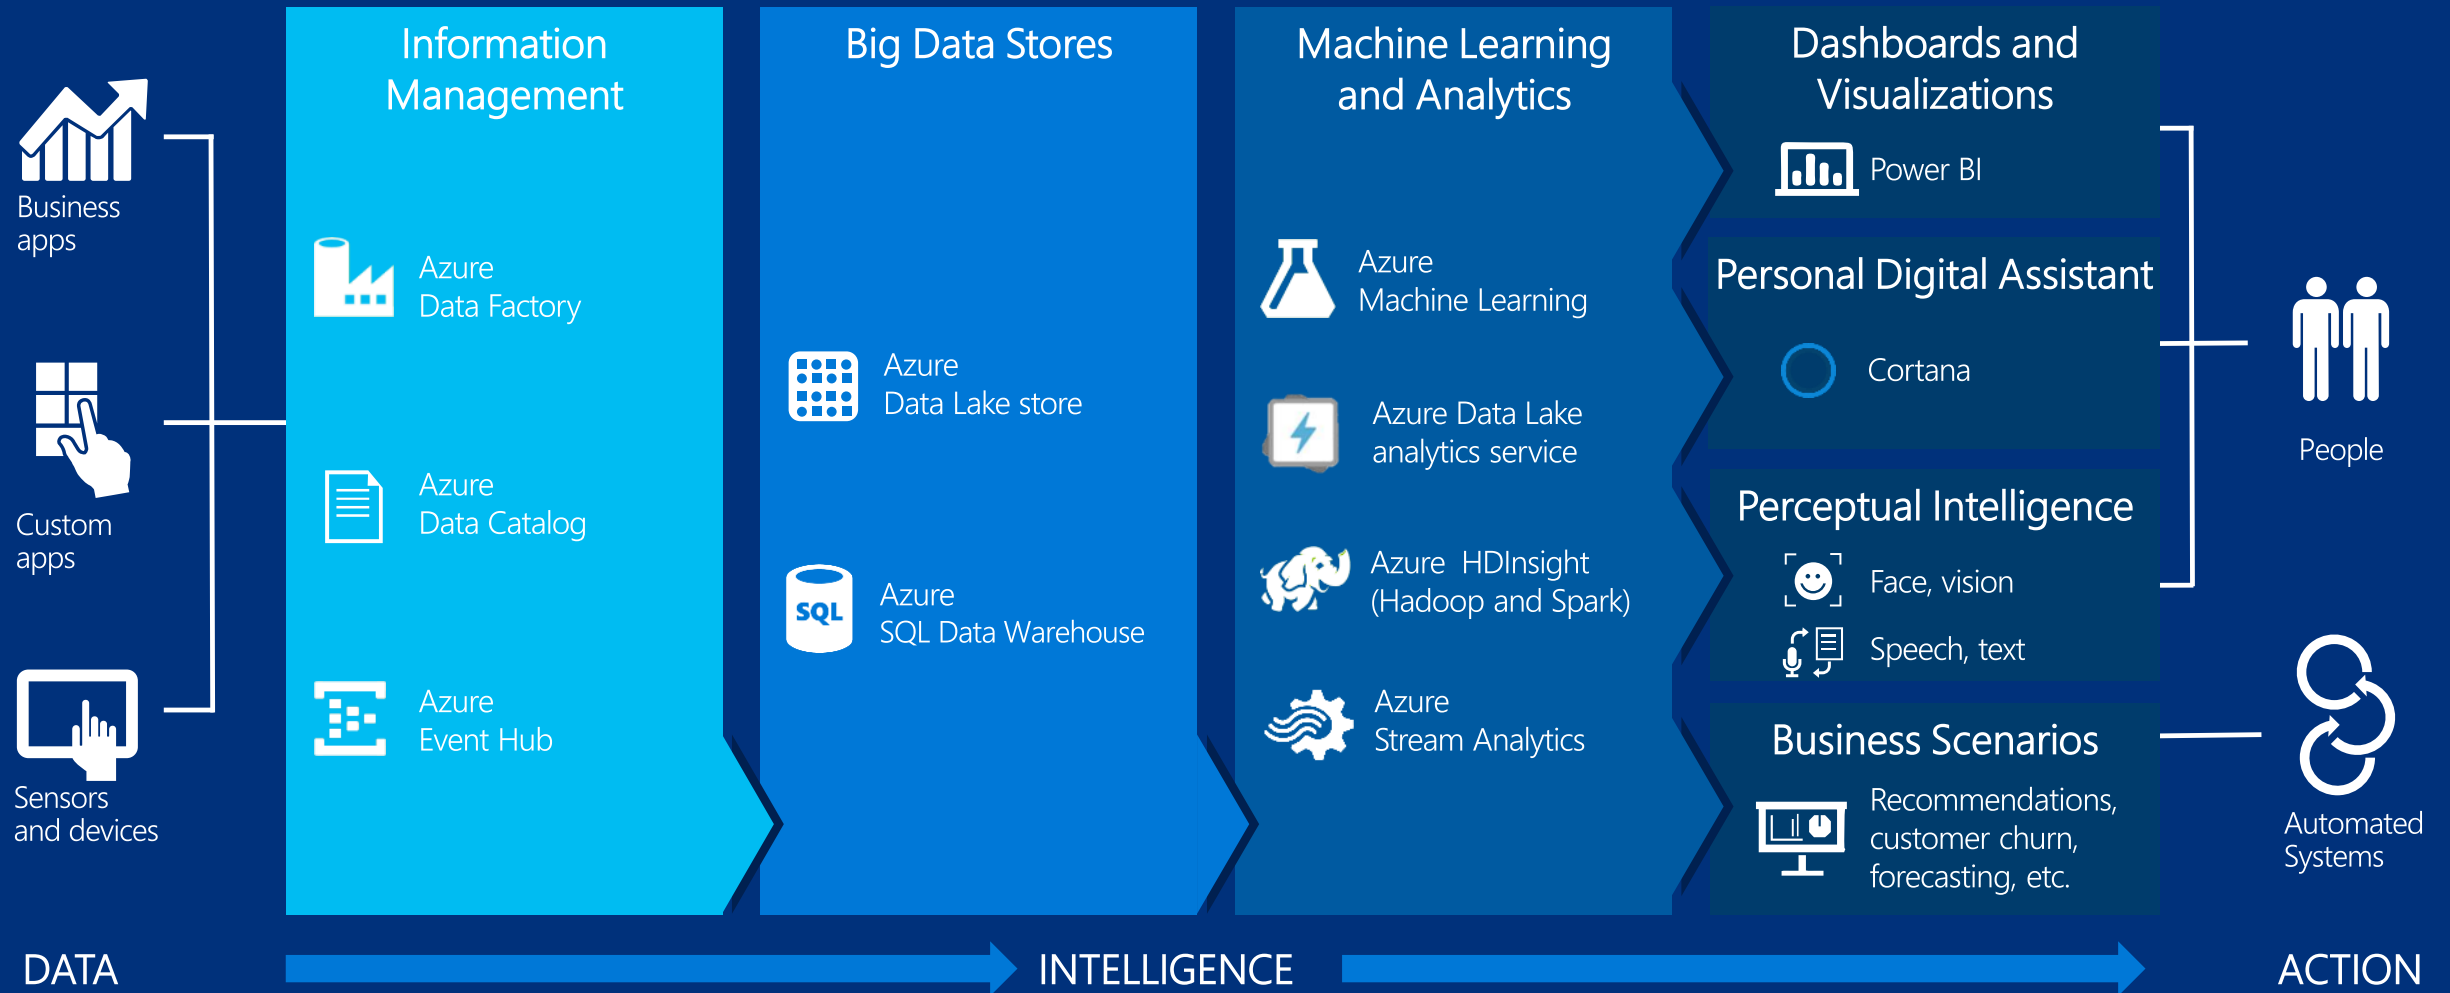 Business
apps
Custom
apps
Sensors
and devices
Information
Management
Azure
Data Factory
Azure
Data Catalog
Azure
Event Hub
Big Data Stores
Azure
Data Lake store
SQL
Azure
SQL Data Warehouse
Machine Learning
and Analytics
Azure
Machine Learning
Azure Data Lake
analytics service
Azure HDInsight
(Hadoop and Spark)
Azure
Stream Analytics
Dashboards and
Visualizations
Power BI
Personal Digital Assistant
Cortana
Perceptual Intelligence
Face, vision
Speech, text
Business Scenarios
Recommendations,
customer churn,
forecasting, etc.
People
Automated
Systems
DATA
INTELLIGENCE
ACTION